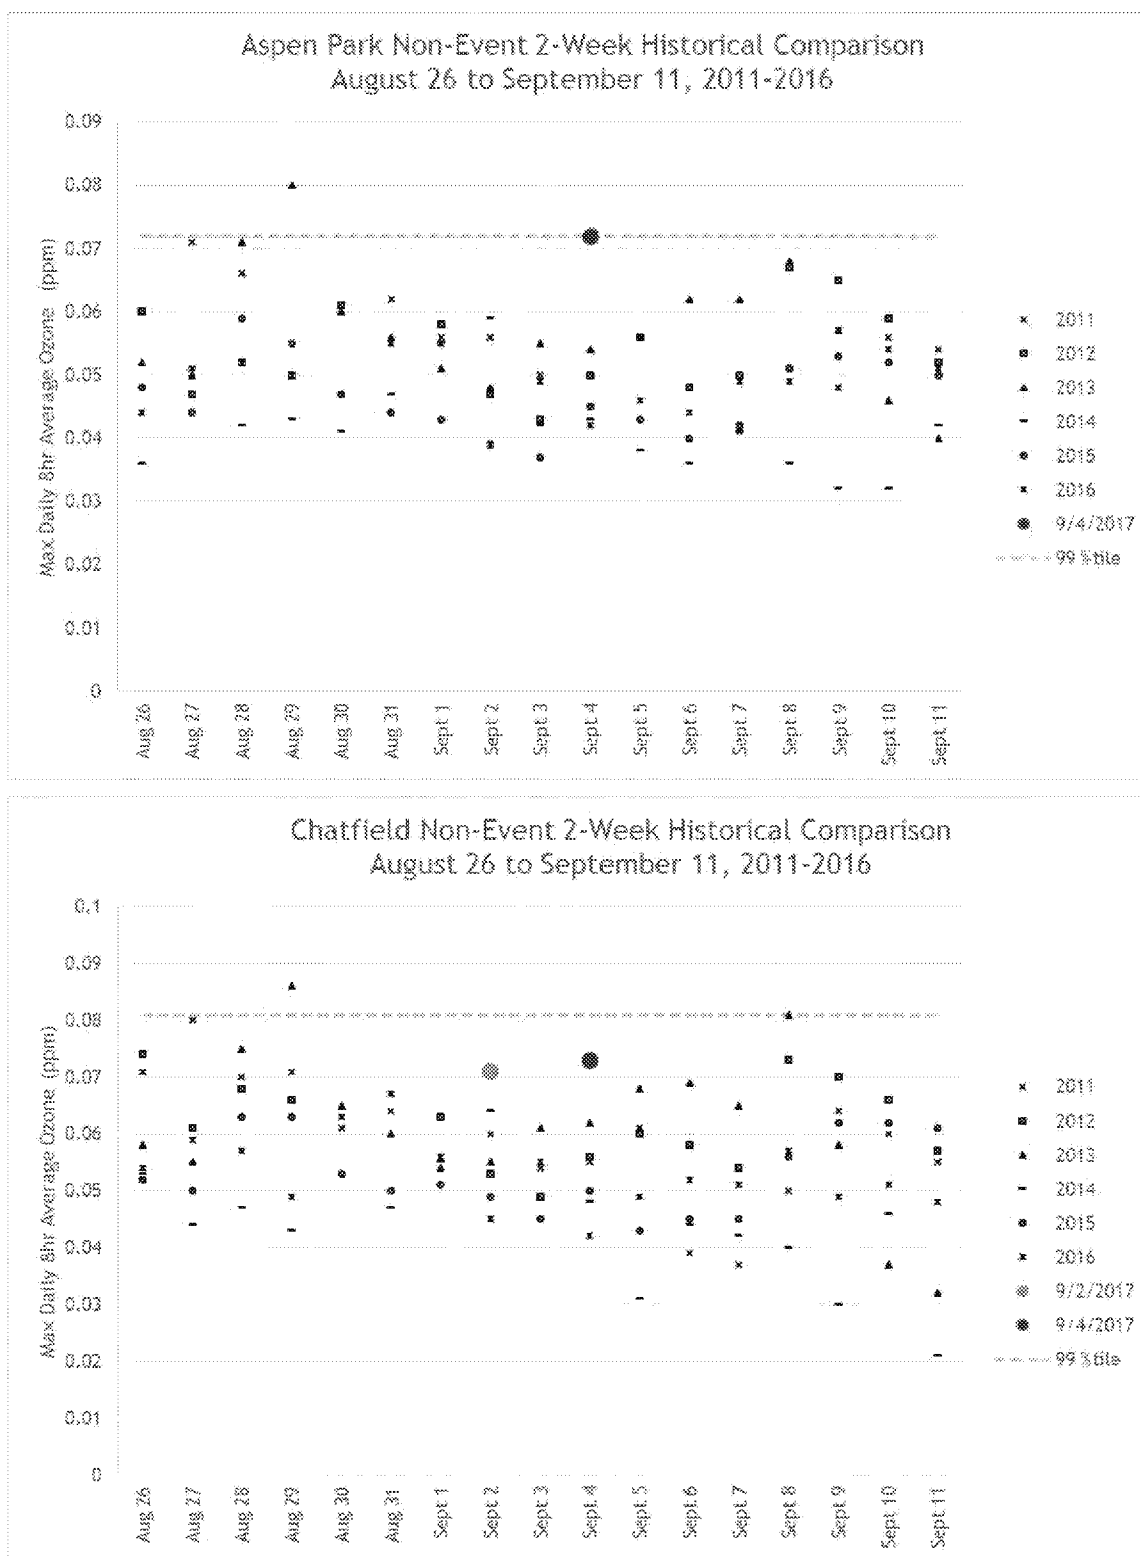 Aspen Park Non-Event 2-Week Historical Comparison
August 26 to September 11, 2011-2016
Max Daily 8hr Average Ozone (ppm)
0.09
0.08
0.07
0.06
0.05
0.04
0.03
0.02
0.01
0
Aug 26
Aug 27
Aug 28
Aug 29
Aug 30
Aug 31
Sept 1
Sept 2
Sept 3
Sept 4
Sept 5
Sept 6
Sept 7
Sept 8
Sept 9
Sept 10
Sept 11
2011
2012
2013
2014
2015
2016
9/4/2017
99 %tile
Chatfield Non-Event 2-Week Historical Comparison
August 26 to September 11, 2011-2016
Max Daily 8hr Average Ozone (ppm)
0.1
0.09
0.08
0.07
0.06
0.05
0.04
0.03
0.02
0.01
0
Aug 26
Aug 27
Aug 28
Aug 29
Aug 30
Aug 31
Sept 1
Sept 2
Sept 3
Sept 4
Sept 5
Sept 6
Sept 7
Sept 8
Sept 9
Sept 10
Sept 11
2011
2012
2013
2014
2015
2016
9/2/2017
9/4/2017
99 %tile